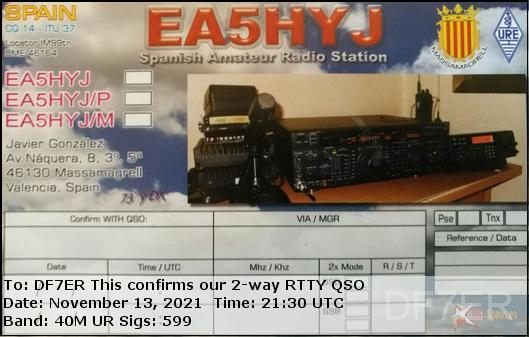 SPAIN
CQ 14 - ITU 37
Locator IM99tn
DME 46164
EA5HYJ
Spanish Amateur Radio Station
MASSAMAGRELL
URE
EA5HYJ
EA5HYJ/P
EA5HYJ/M
Javier González
Av Náquera, 8, 3º, 5ª
46130 Massamagrell
Valencia, Spain
73 YDX
Confirm WITH QSO:
VIA / MGR
Pse
Tnx
Reference / Data
Date
Time / UTC
Mhz / Khz
2x Mode
R / S / T
To: DF7ER This confirms our 2-way RTTY QSO
Date: November 13, 2021 Time: 21:30 UTC
Band: 40M UR Sigs: 599
SSB
DF7ER